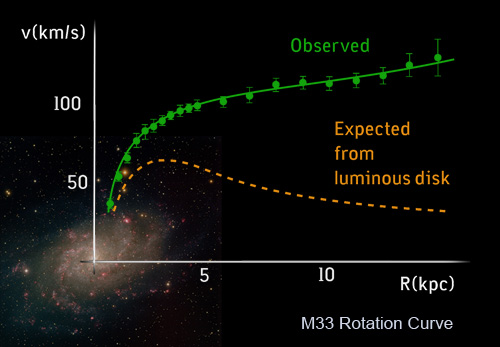 v(km/s)
Observed
100
Expected
from
luminous disk
50
5
10
R(kpc)
M33 Rotation Curve